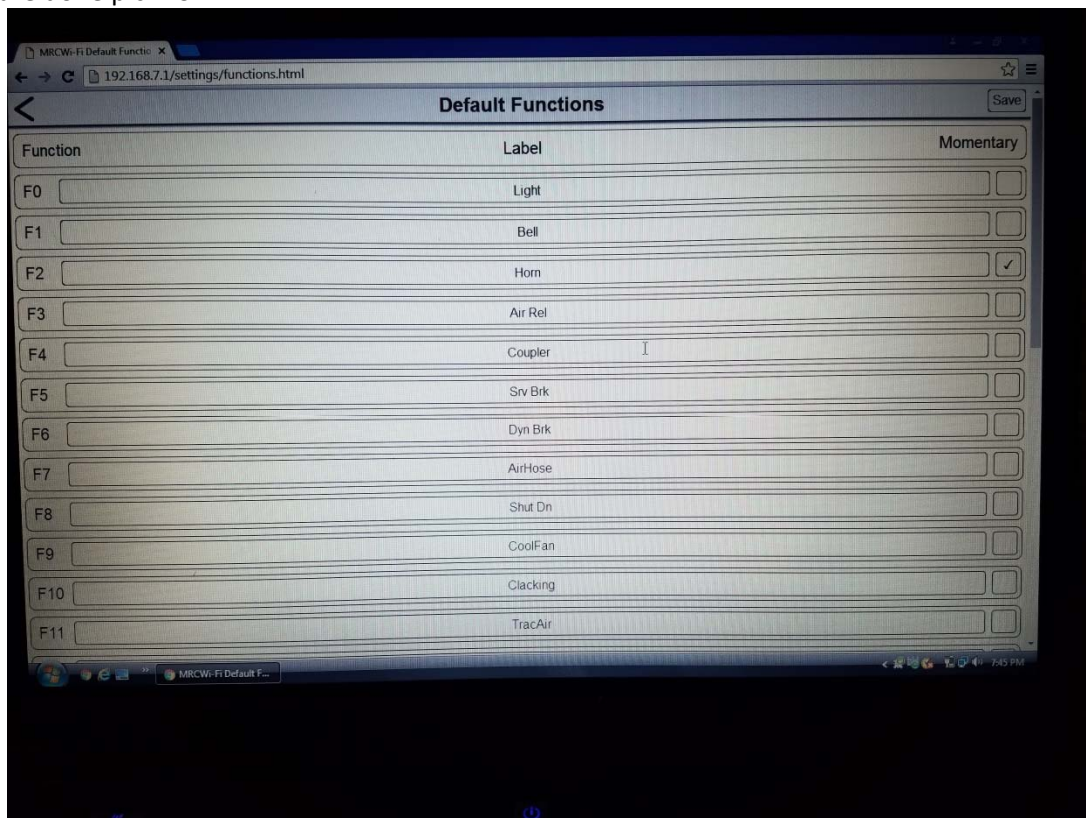 MRCWi-Fi Default Functio
192.168.7.1/settings/functions.html
Default Functions
Save
Function Label Momentary
F0 Light
F1 Bell
F2 Horn ✓
F3 Air Rel
F4 Coupler
F5 Srv Brk
F6 Dyn Brk
F7 AirHose
F8 Shut Dn
F9 CoolFan
F10 Clacking
F11 TracAir
MRCWi-Fi Default F...
7:45 PM